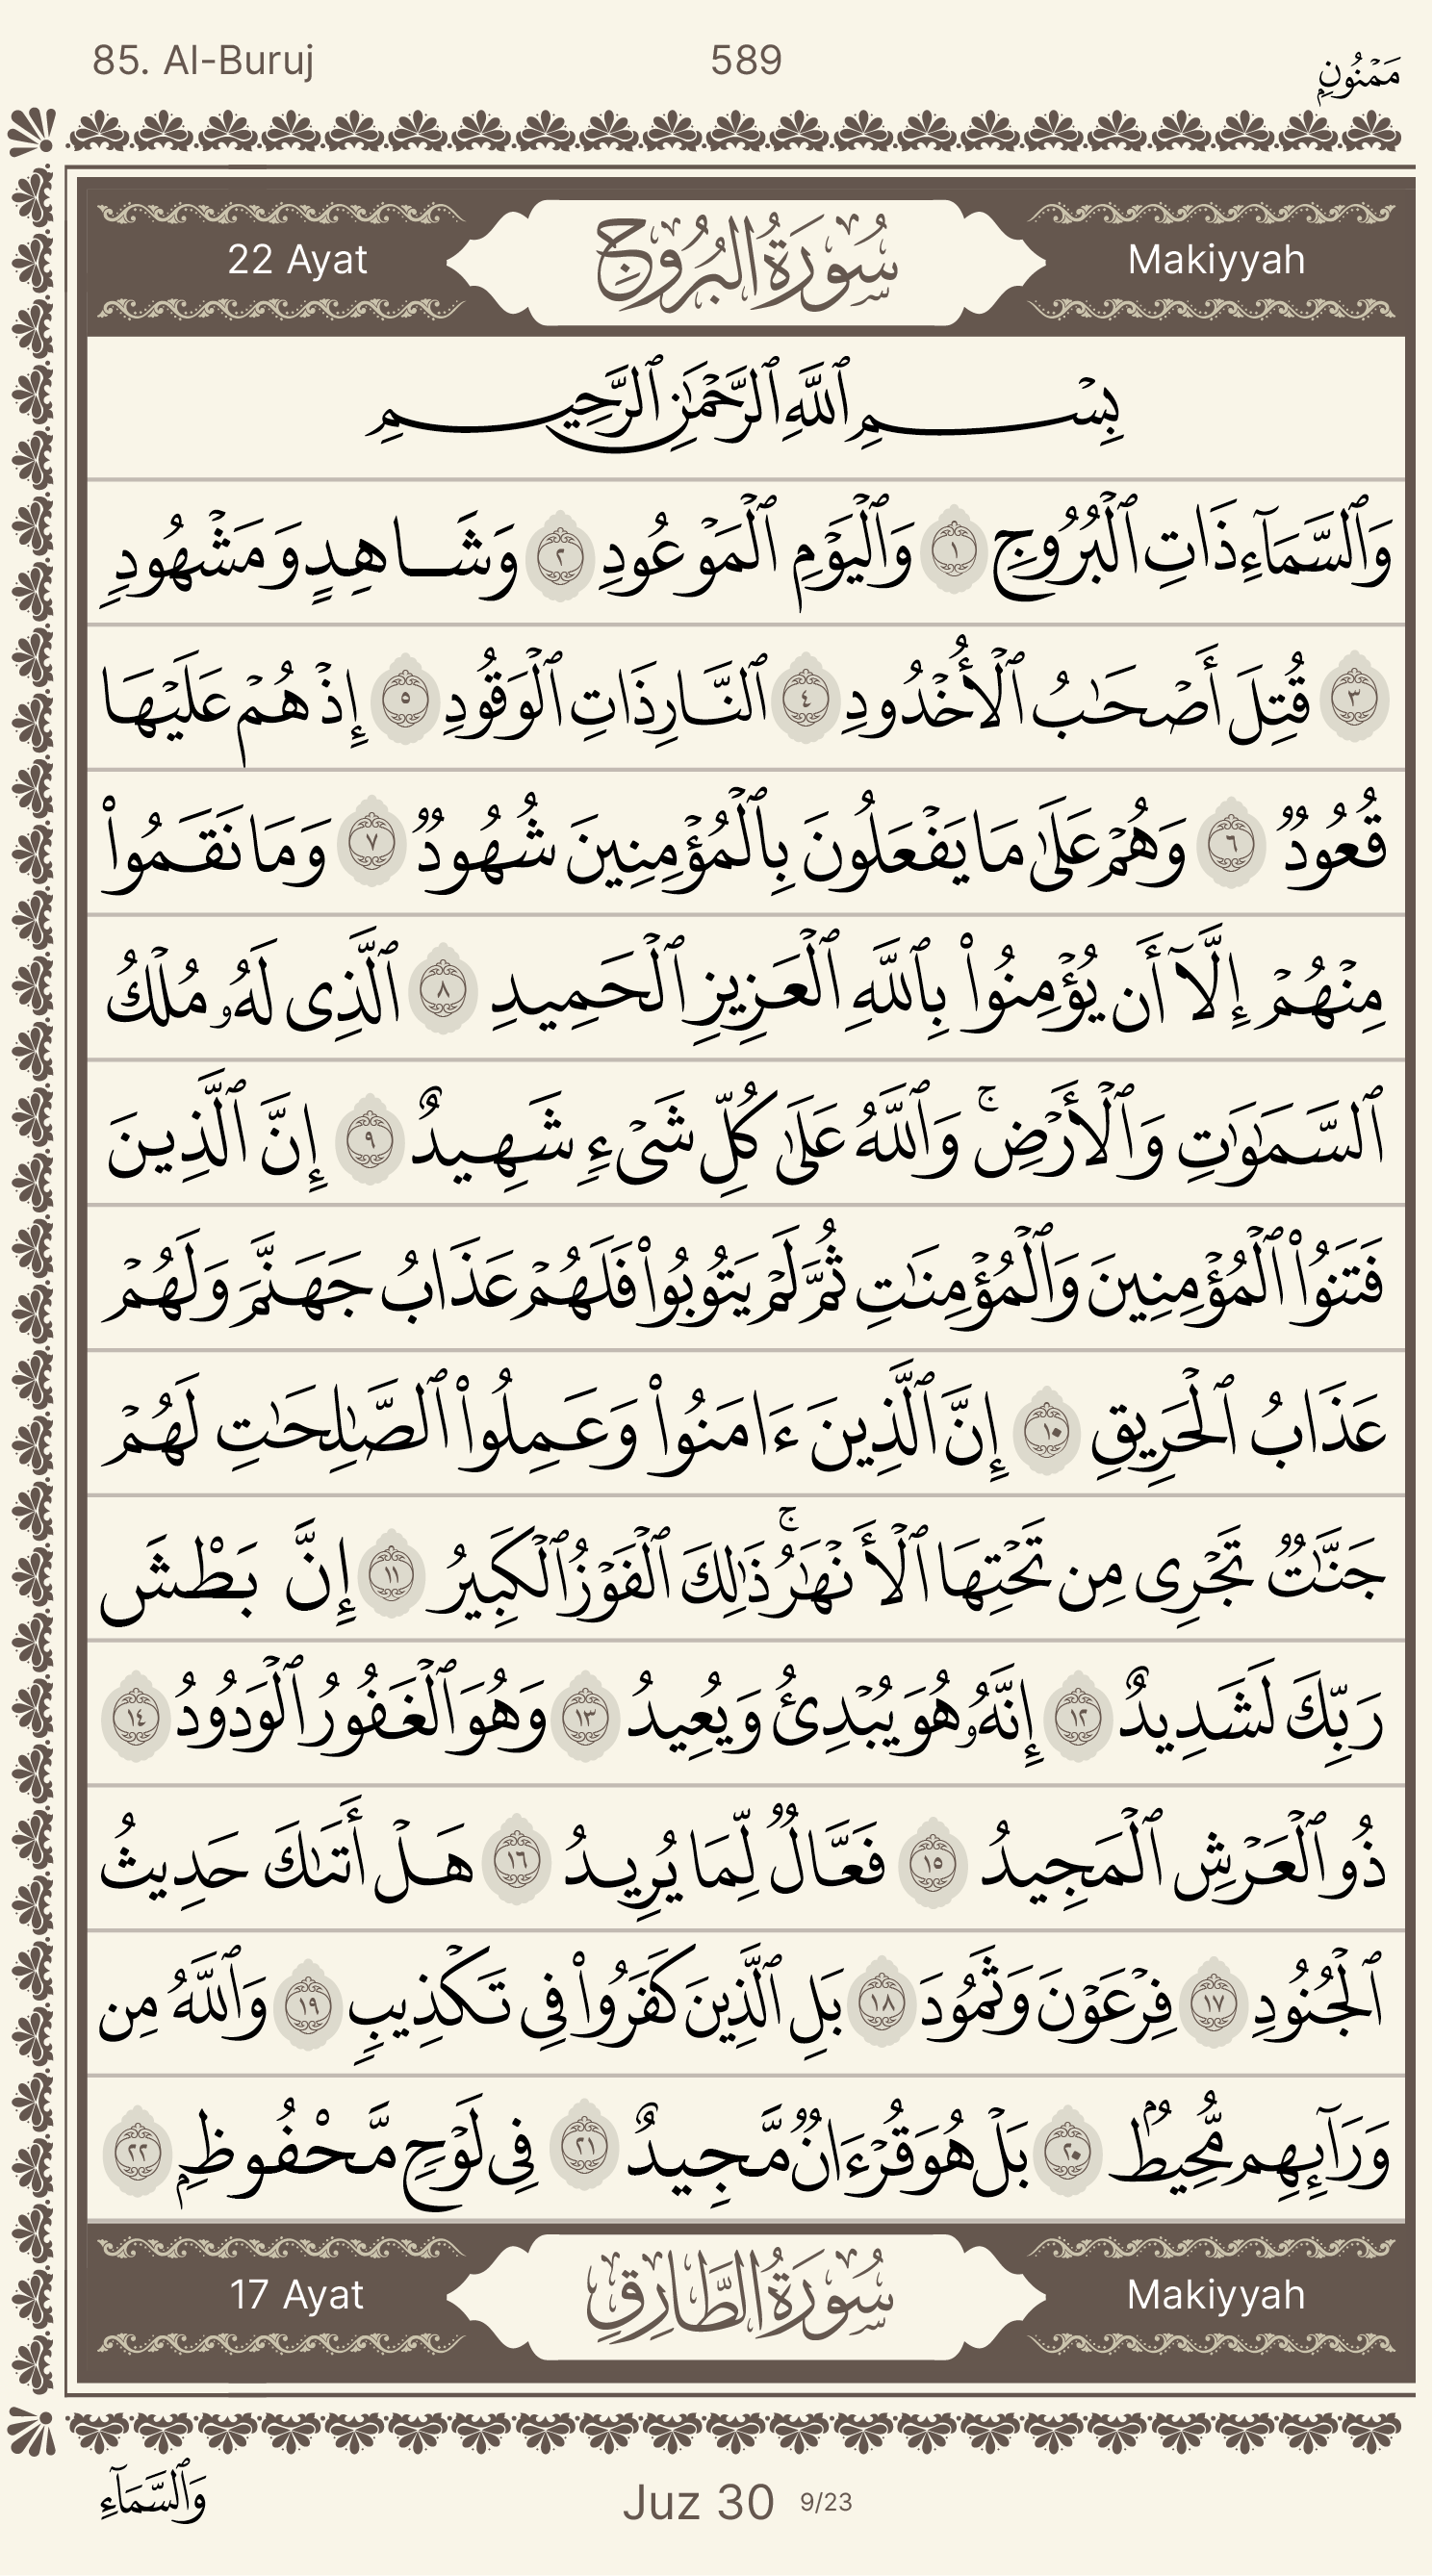 85. Al-Buruj 589 مَمْنُونٍۭ
22 Ayat سُورَةُ البُرُوجِ Makiyyah
بِسْمِ ٱللَّهِ ٱلرَّحْمَٰنِ ٱلرَّحِيمِ
وَٱلسَّمَآءِ ذَاتِ ٱلْبُرُوجِ ١ وَٱلْيَوْمِ ٱلْمَوْعُودِ ٢ وَشَاهِدٍ وَمَشْهُودٍ
٣ قُتِلَ أَصْحَٰبُ ٱلْأُخْدُودِ ٤ ٱلنَّارِ ذَاتِ ٱلْوَقُودِ ٥ إِذْ هُمْ عَلَيْهَا
قُعُودٌ ٦ وَهُمْ عَلَىٰ مَا يَفْعَلُونَ بِٱلْمُؤْمِنِينَ شُهُودٌ ٧ وَمَا نَقَمُوا۟
مِنْهُمْ إِلَّآ أَن يُؤْمِنُوا۟ بِٱللَّهِ ٱلْعَزِيزِ ٱلْحَمِيدِ ٨ ٱلَّذِى لَهُۥ مُلْكُ
ٱلسَّمَٰوَٰتِ وَٱلْأَرْضِ ۚ وَٱللَّهُ عَلَىٰ كُلِّ شَىْءٍ شَهِيدٌ ٩ إِنَّ ٱلَّذِينَ
فَتَنُوا۟ ٱلْمُؤْمِنِينَ وَٱلْمُؤْمِنَٰتِ ثُمَّ لَمْ يَتُوبُوا۟ فَلَهُمْ عَذَابُ جَهَنَّمَ وَلَهُمْ
عَذَابُ ٱلْحَرِيقِ ١٠ إِنَّ ٱلَّذِينَ ءَامَنُوا۟ وَعَمِلُوا۟ ٱلصَّٰلِحَٰتِ لَهُمْ
جَنَّٰتٌ تَجْرِى مِن تَحْتِهَا ٱلْأَنْهَٰرُ ۚ ذَٰلِكَ ٱلْفَوْزُ ٱلْكَبِيرُ ١١ إِنَّ بَطْشَ
رَبِّكَ لَشَدِيدٌ ١٢ إِنَّهُۥ هُوَ يُبْدِئُ وَيُعِيدُ ١٣ وَهُوَ ٱلْغَفُورُ ٱلْوَدُودُ ١٤
ذُو ٱلْعَرْشِ ٱلْمَجِيدُ ١٥ فَعَّالٌ لِّمَا يُرِيدُ ١٦ هَلْ أَتَىٰكَ حَدِيثُ
ٱلْجُنُودِ ١٧ فِرْعَوْنَ وَثَمُودَ ١٨ بَلِ ٱلَّذِينَ كَفَرُوا۟ فِى تَكْذِيبٍ ١٩ وَٱللَّهُ مِن
وَرَآئِهِم مُّحِيطٌۢ ٢٠ بَلْ هُوَ قُرْءَانٌ مَّجِيدٌ ٢١ فِى لَوْحٍ مَّحْفُوظٍۭ ٢٢
17 Ayat سُورَةُ الطَّارِقِ Makiyyah
وَٱلسَّمَآءِ Juz 30 9/23